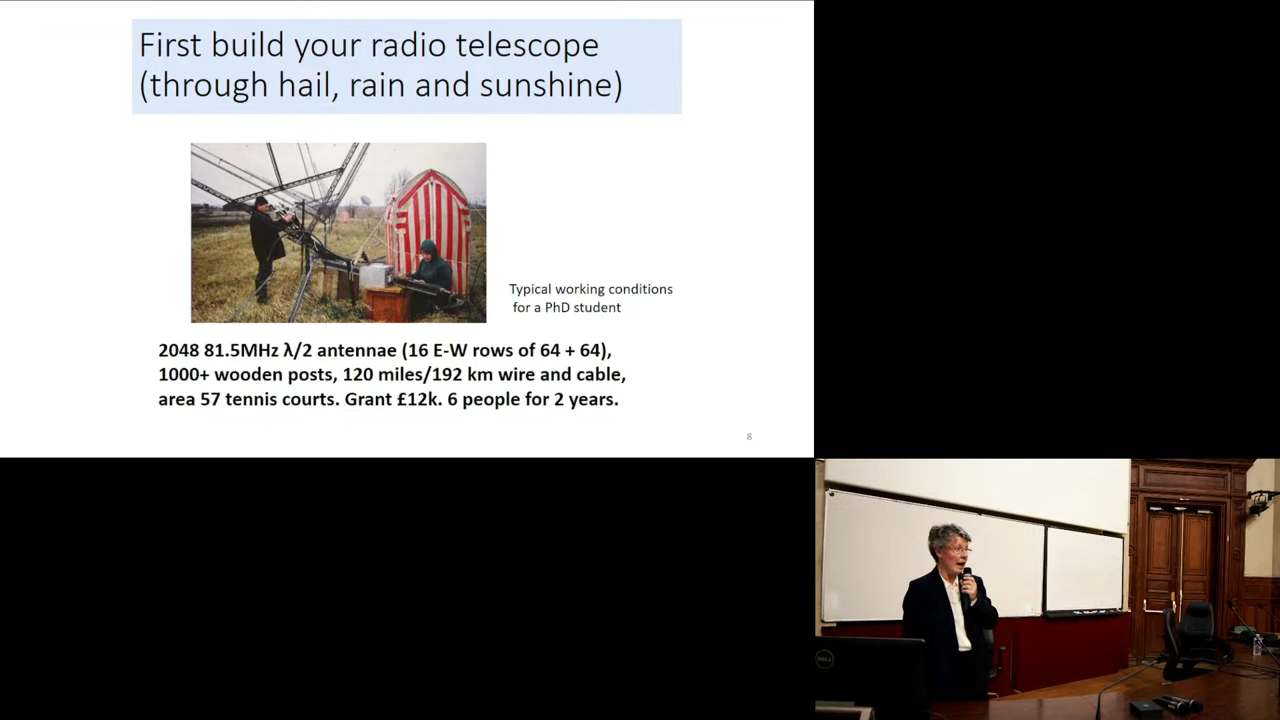 First build your radio telescope
(through hail, rain and sunshine)
Typical working conditions
for a PhD student
2048 81.5MHz λ/2 antennae (16 E-W rows of 64 + 64),
1000+ wooden posts, 120 miles/192 km wire and cable,
area 57 tennis courts. Grant £12k. 6 people for 2 years.
8
DELL